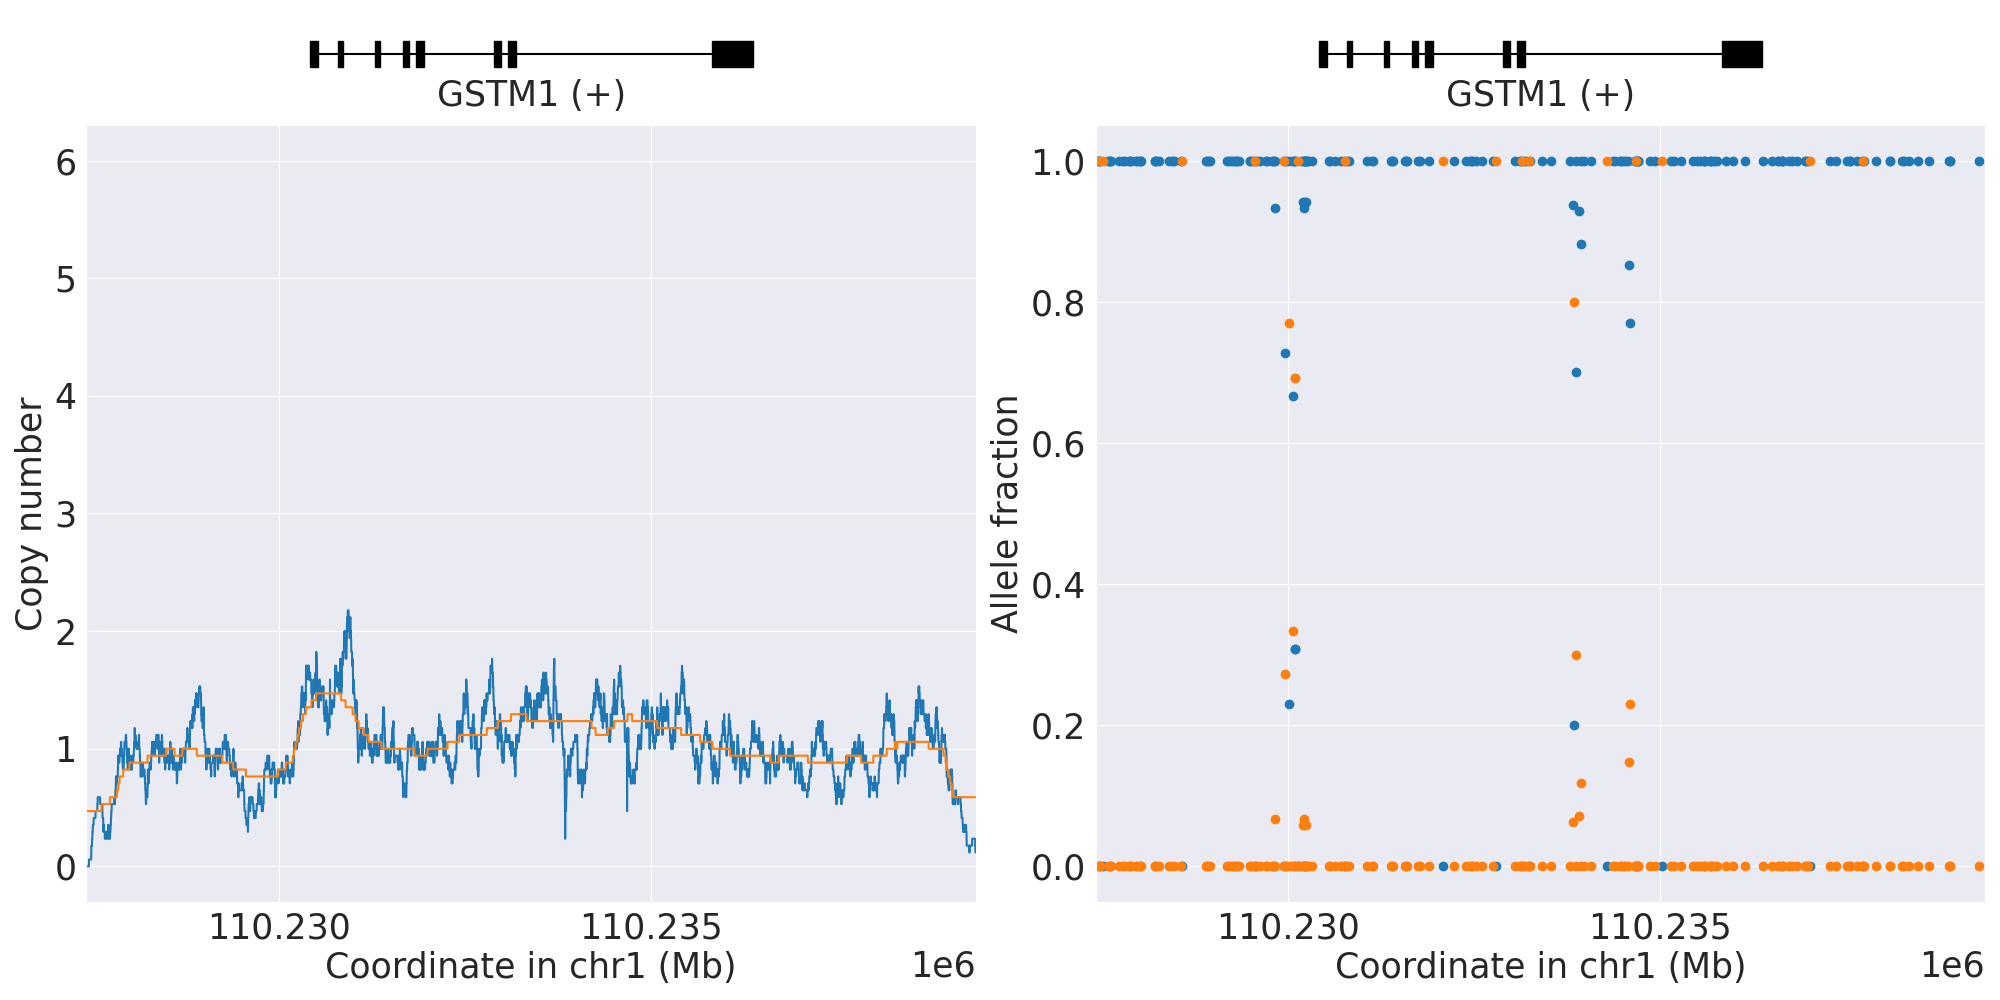 GSTM1 (+)
6
5
4
3
2
1
0
Copy number
110.230
110.235
Coordinate in chr1 (Mb)
1e6
GSTM1 (+)
1.0
0.8
0.6
0.4
0.2
0.0
Allele fraction
110.230
110.235
Coordinate in chr1 (Mb)
1e6